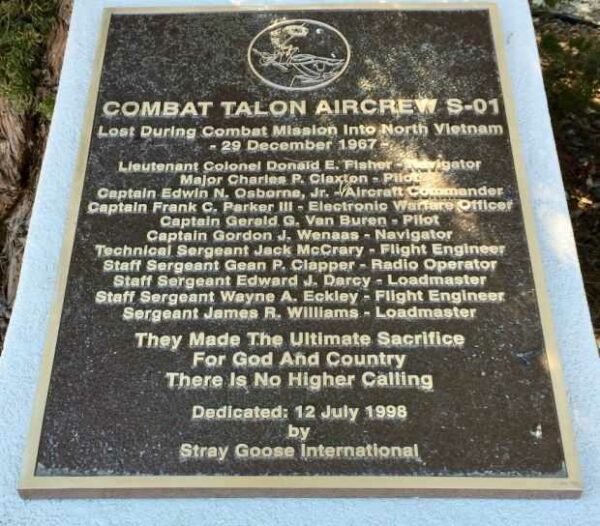 COMBAT TALON AIRCREW S-01
Lost During Combat Mission Into North Vietnam
- 29 December 1967 -
Lieutenant Colonel Donald E. Fisher - Navigator
Major Charles P. Claxton - Pilot
Captain Edwin N. Osborne, Jr. - Aircraft Commander
Captain Frank C. Parker III - Electronic Warfare Officer
Captain Gerald G. Van Buren - Pilot
Captain Gordon J. Wenaas - Navigator
Technical Sergeant Jack McCrary - Flight Engineer
Staff Sergeant Gean P. Clapper - Radio Operator
Staff Sergeant Edward J. Darcy - Loadmaster
Staff Sergeant Wayne A. Eckley - Flight Engineer
Sergeant James R. Williams - Loadmaster
They Made The Ultimate Sacrifice
For God And Country
There Is No Higher Calling
Dedicated: 12 July 1998
by
Stray Goose International